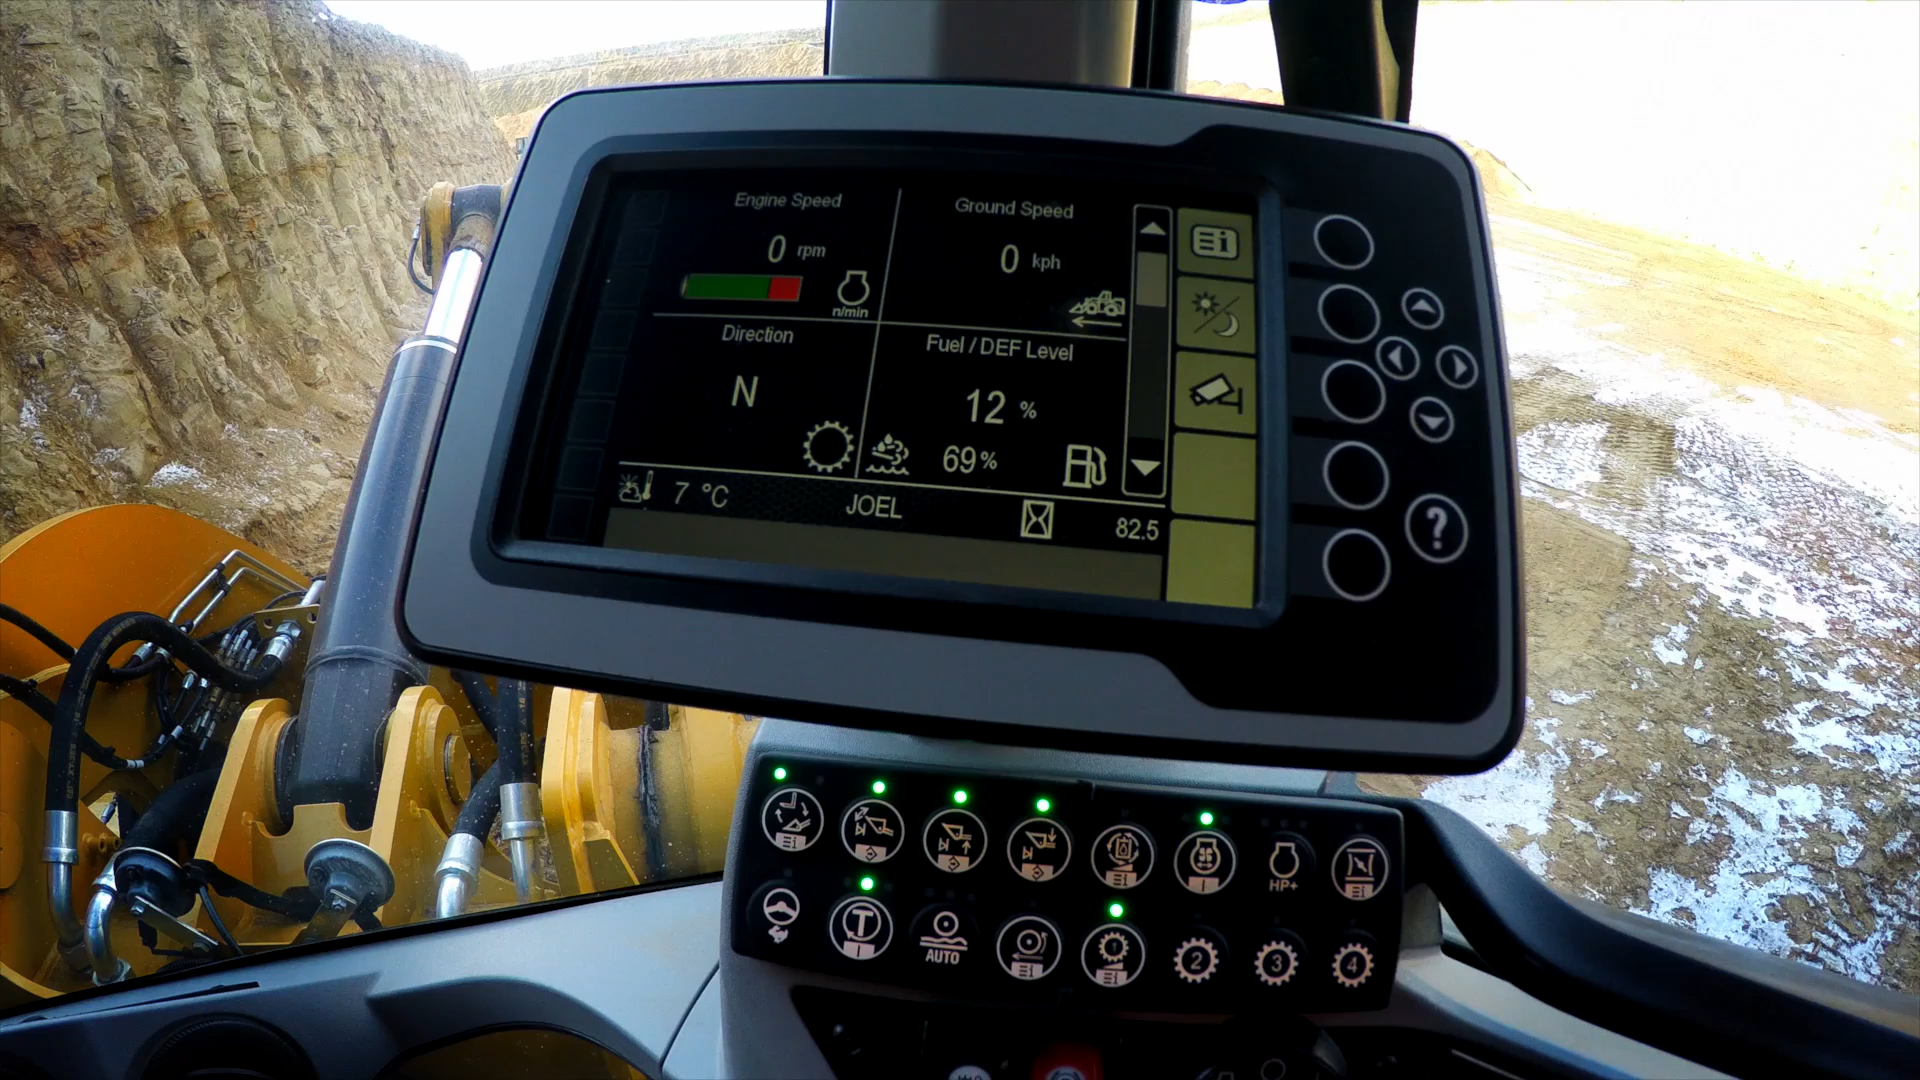 Engine Speed
0 rpm
n/min
Ground Speed
0 kph
Direction
N
Fuel / DEF Level
12 %
69%
7 °C
JOEL
82.5
?
HP+
T
AUTO
1
2
3
4